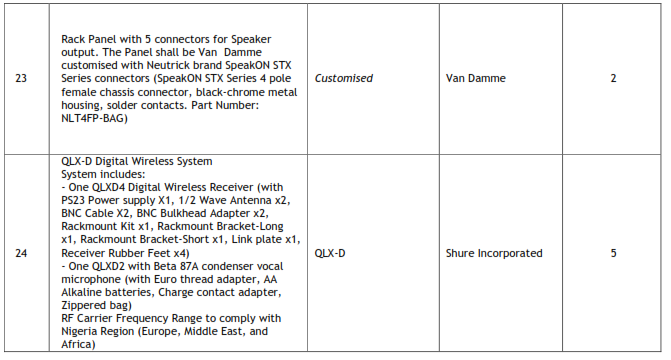 23
Rack Panel with 5 connectors for Speaker
output. The Panel shall be Van  Damme
customised with Neutrick brand SpeakON STX
Series connectors (SpeakON STX Series 4 pole
female chassis connector, black-chrome metal
housing, solder contacts. Part Number:
NLT4FP-BAG)
Customised
Van Damme
2
24
QLX-D Digital Wireless System
System includes:
- One QLXD4 Digital Wireless Receiver (with
PS23 Power supply X1, 1/2 Wave Antenna x2,
BNC Cable X2, BNC Bulkhead Adapter x2,
Rackmount Kit x1, Rackmount Bracket-Long
x1, Rackmount Bracket-Short x1, Link plate x1,
Receiver Rubber Feet x4)
- One QLXD2 with Beta 87A condenser vocal
microphone (with Euro thread adapter, AA
Alkaline batteries, Charge contact adapter,
Zippered bag)
RF Carrier Frequency Range to comply with
Nigeria Region (Europe, Middle East, and
Africa)
QLX-D
Shure Incorporated
5